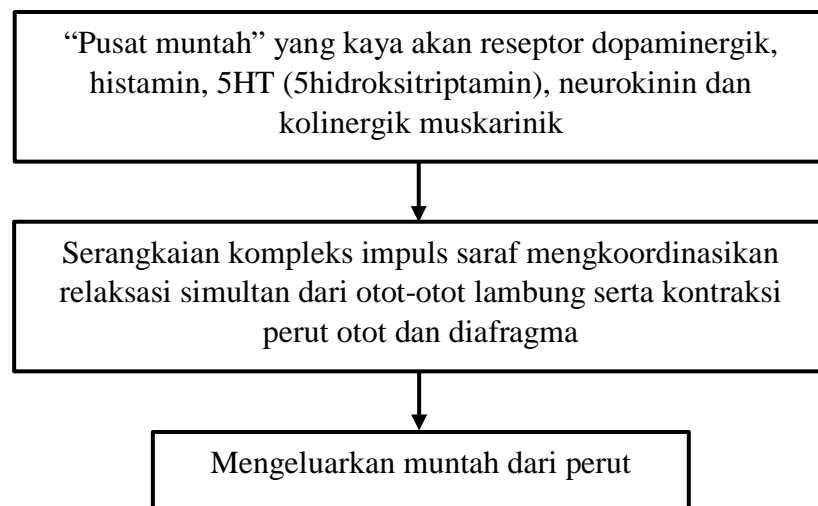 “Pusat muntah” yang kaya akan reseptor dopaminergik,
histamin, 5HT (5hidroksitriptamin), neurokinin dan
kolinergik muskarinik
Serangkaian kompleks impuls saraf mengkoordinasikan
relaksasi simultan dari otot-otot lambung serta kontraksi
perut otot dan diafragma
Mengeluarkan muntah dari perut